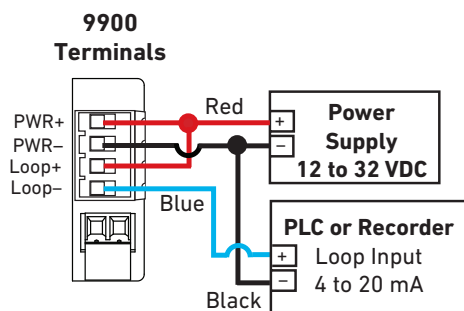 9900
Terminals
PWR+
PWR−
Loop+
Loop−
Red
Blue
Black
+
−
Power
Supply
12 to 32 VDC
PLC or Recorder
+
Loop Input
−
4 to 20 mA